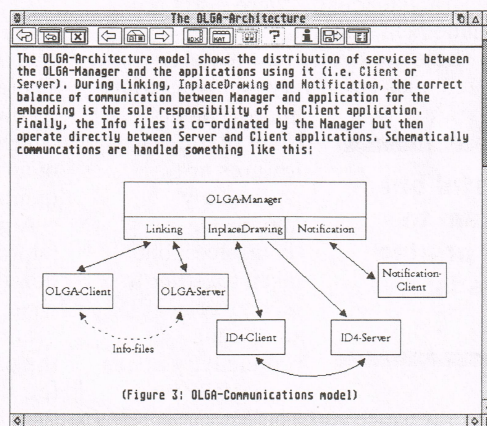 The OLGA-Architecture
The OLGA-Architecture model shows the distribution of services between
the OLGA-Manager and the applications using it (i.e. Client or
Server). During Linking, InplaceDrawing and Notification, the correct
balance of communication between Manager and application for the
embedding is the sole responsibility of the Client application.
Finally, the Info files is co-ordinated by the Manager but then
operate directly between Server and Client applications. Schematically
communcations are handled something like this:
OLGA-Manager
Linking InplaceDrawing Notification
OLGA-Client OLGA-Server
Notification-
Client
Info-files
ID4-Client ID4-Server
(Figure 3: OLGA-Communications model)